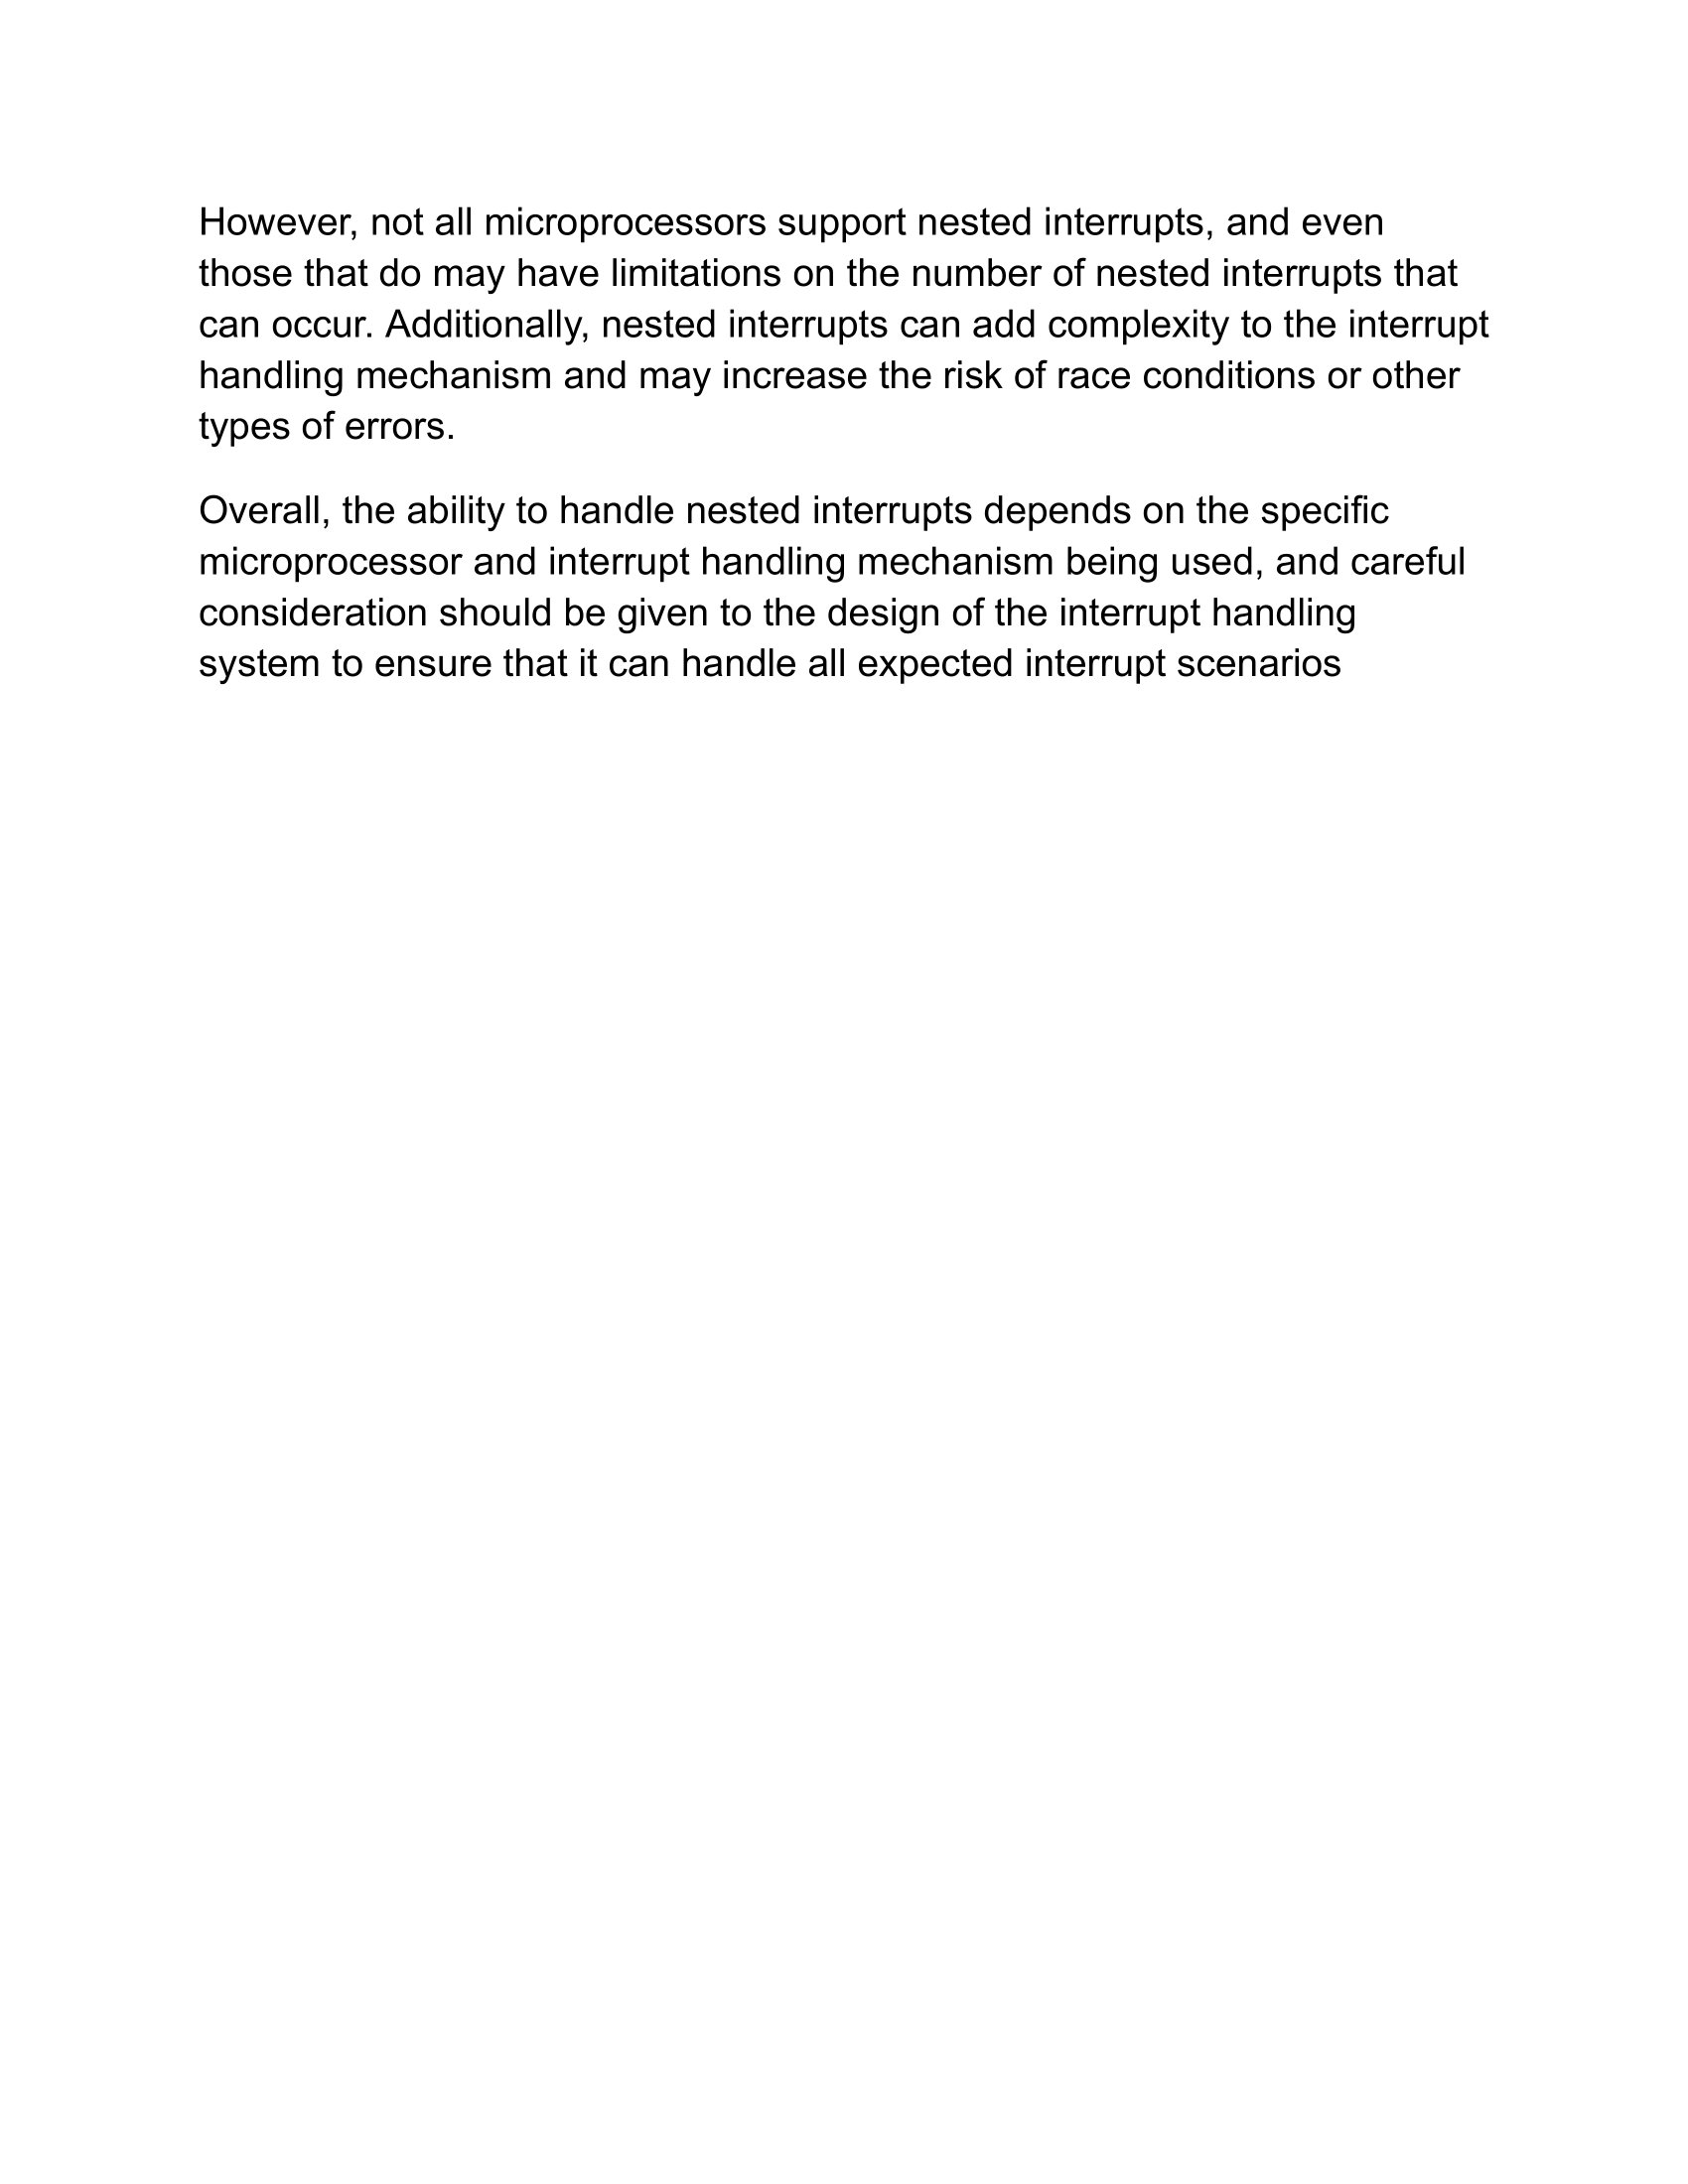 However, not all microprocessors support nested interrupts, and even
those that do may have limitations on the number of nested interrupts that
can occur. Additionally, nested interrupts can add complexity to the interrupt
handling mechanism and may increase the risk of race conditions or other
types of errors.
Overall, the ability to handle nested interrupts depends on the specific
microprocessor and interrupt handling mechanism being used, and careful
consideration should be given to the design of the interrupt handling
system to ensure that it can handle all expected interrupt scenarios